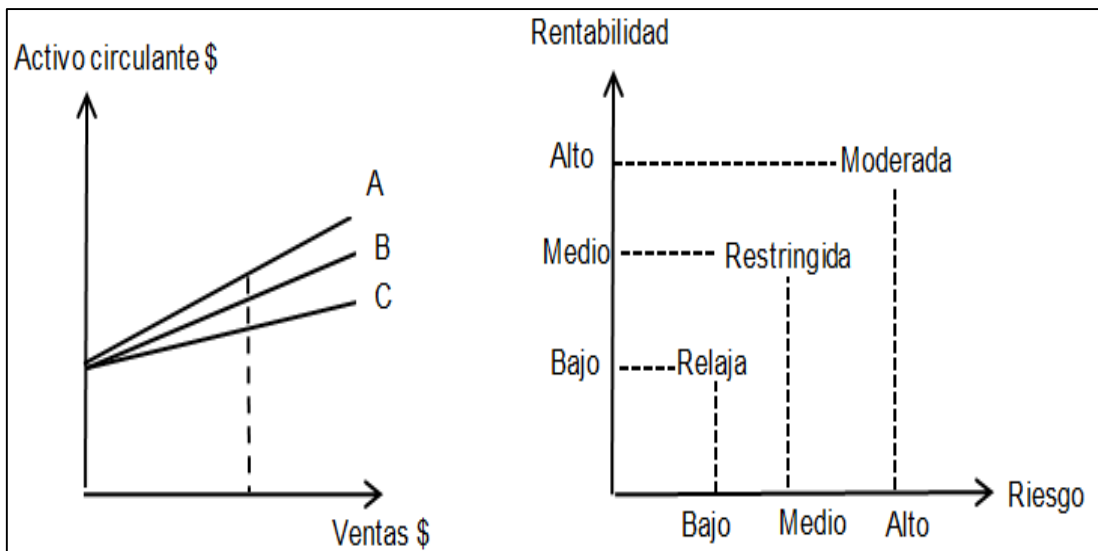 Activo circulante $
A
B
C
Ventas $
Rentabilidad
Alto
Moderada
Medio
Restringida
Bajo
Relaja
Riesgo
Bajo
Medio
Alto